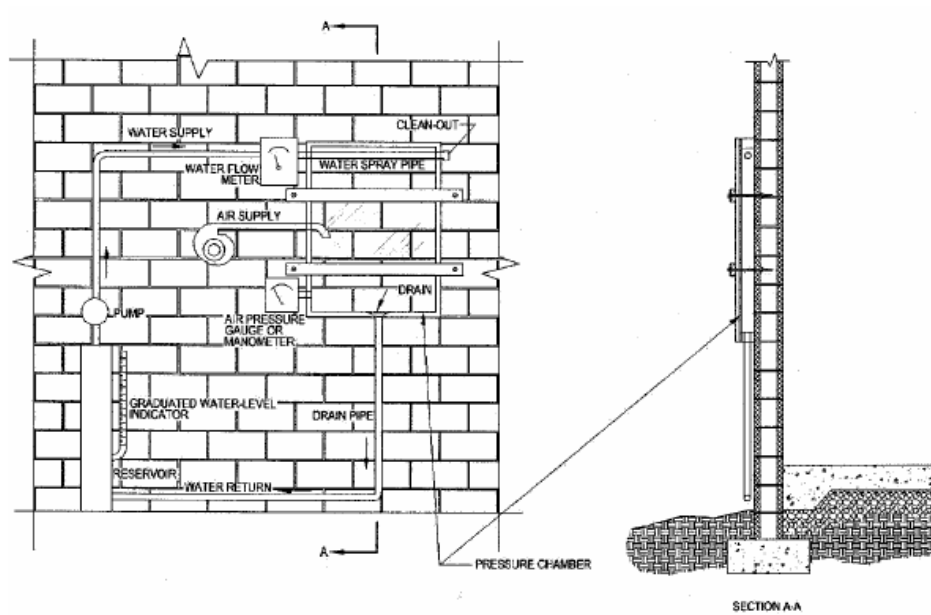 A
CLEAN-OUT
WATER SUPPLY
WATER FLOW
METER
WATER SPRAY PIPE
AIR SUPPLY
DRAIN
PUMP
AIR PRESSURE
GAUGE OR
MANOMETER
GRADUATED WATER-LEVEL
INDICATOR
DRAIN PIPE
RESERVOIR
WATER RETURN
A
PRESSURE CHAMBER
SECTION A-A